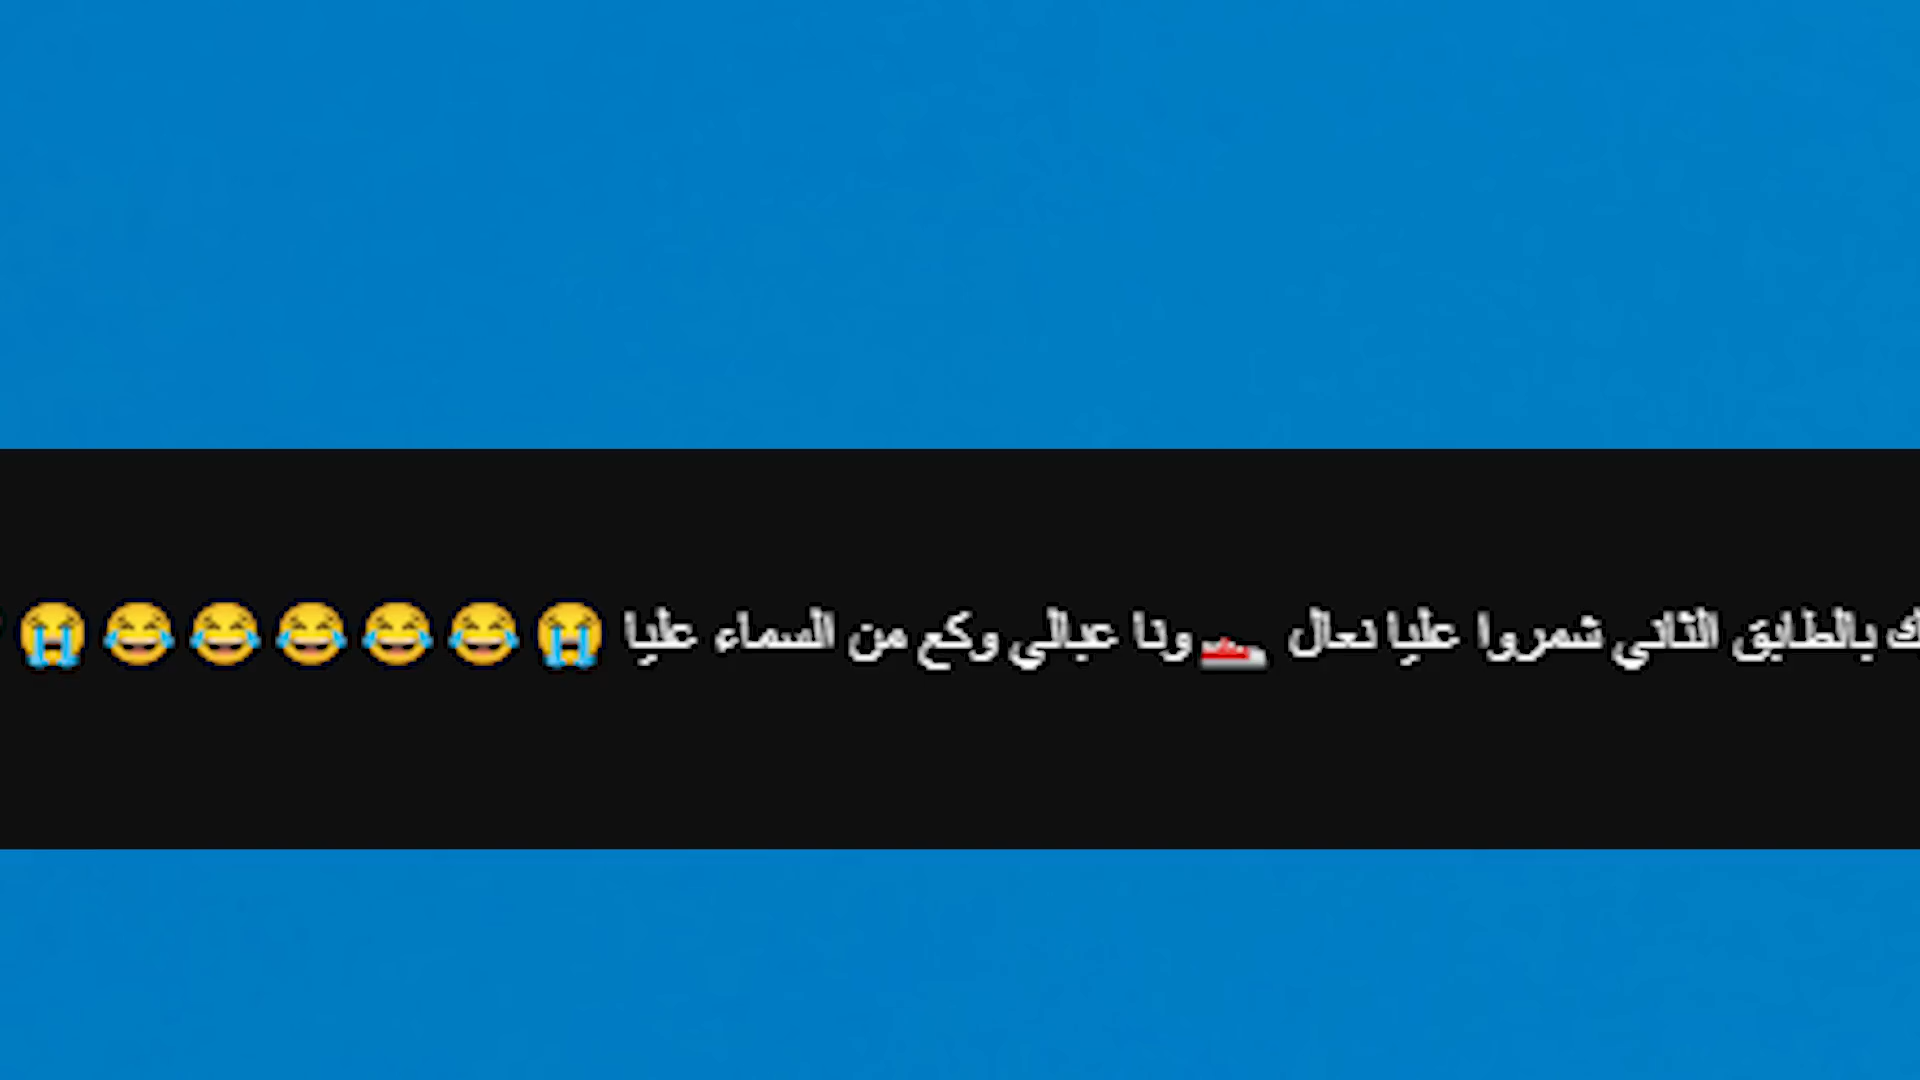 بالطابق الثاني شمروا عليا نعال 👟ونا عبالي وكع من السماء عليا 😭😂😂😂😂😂😭